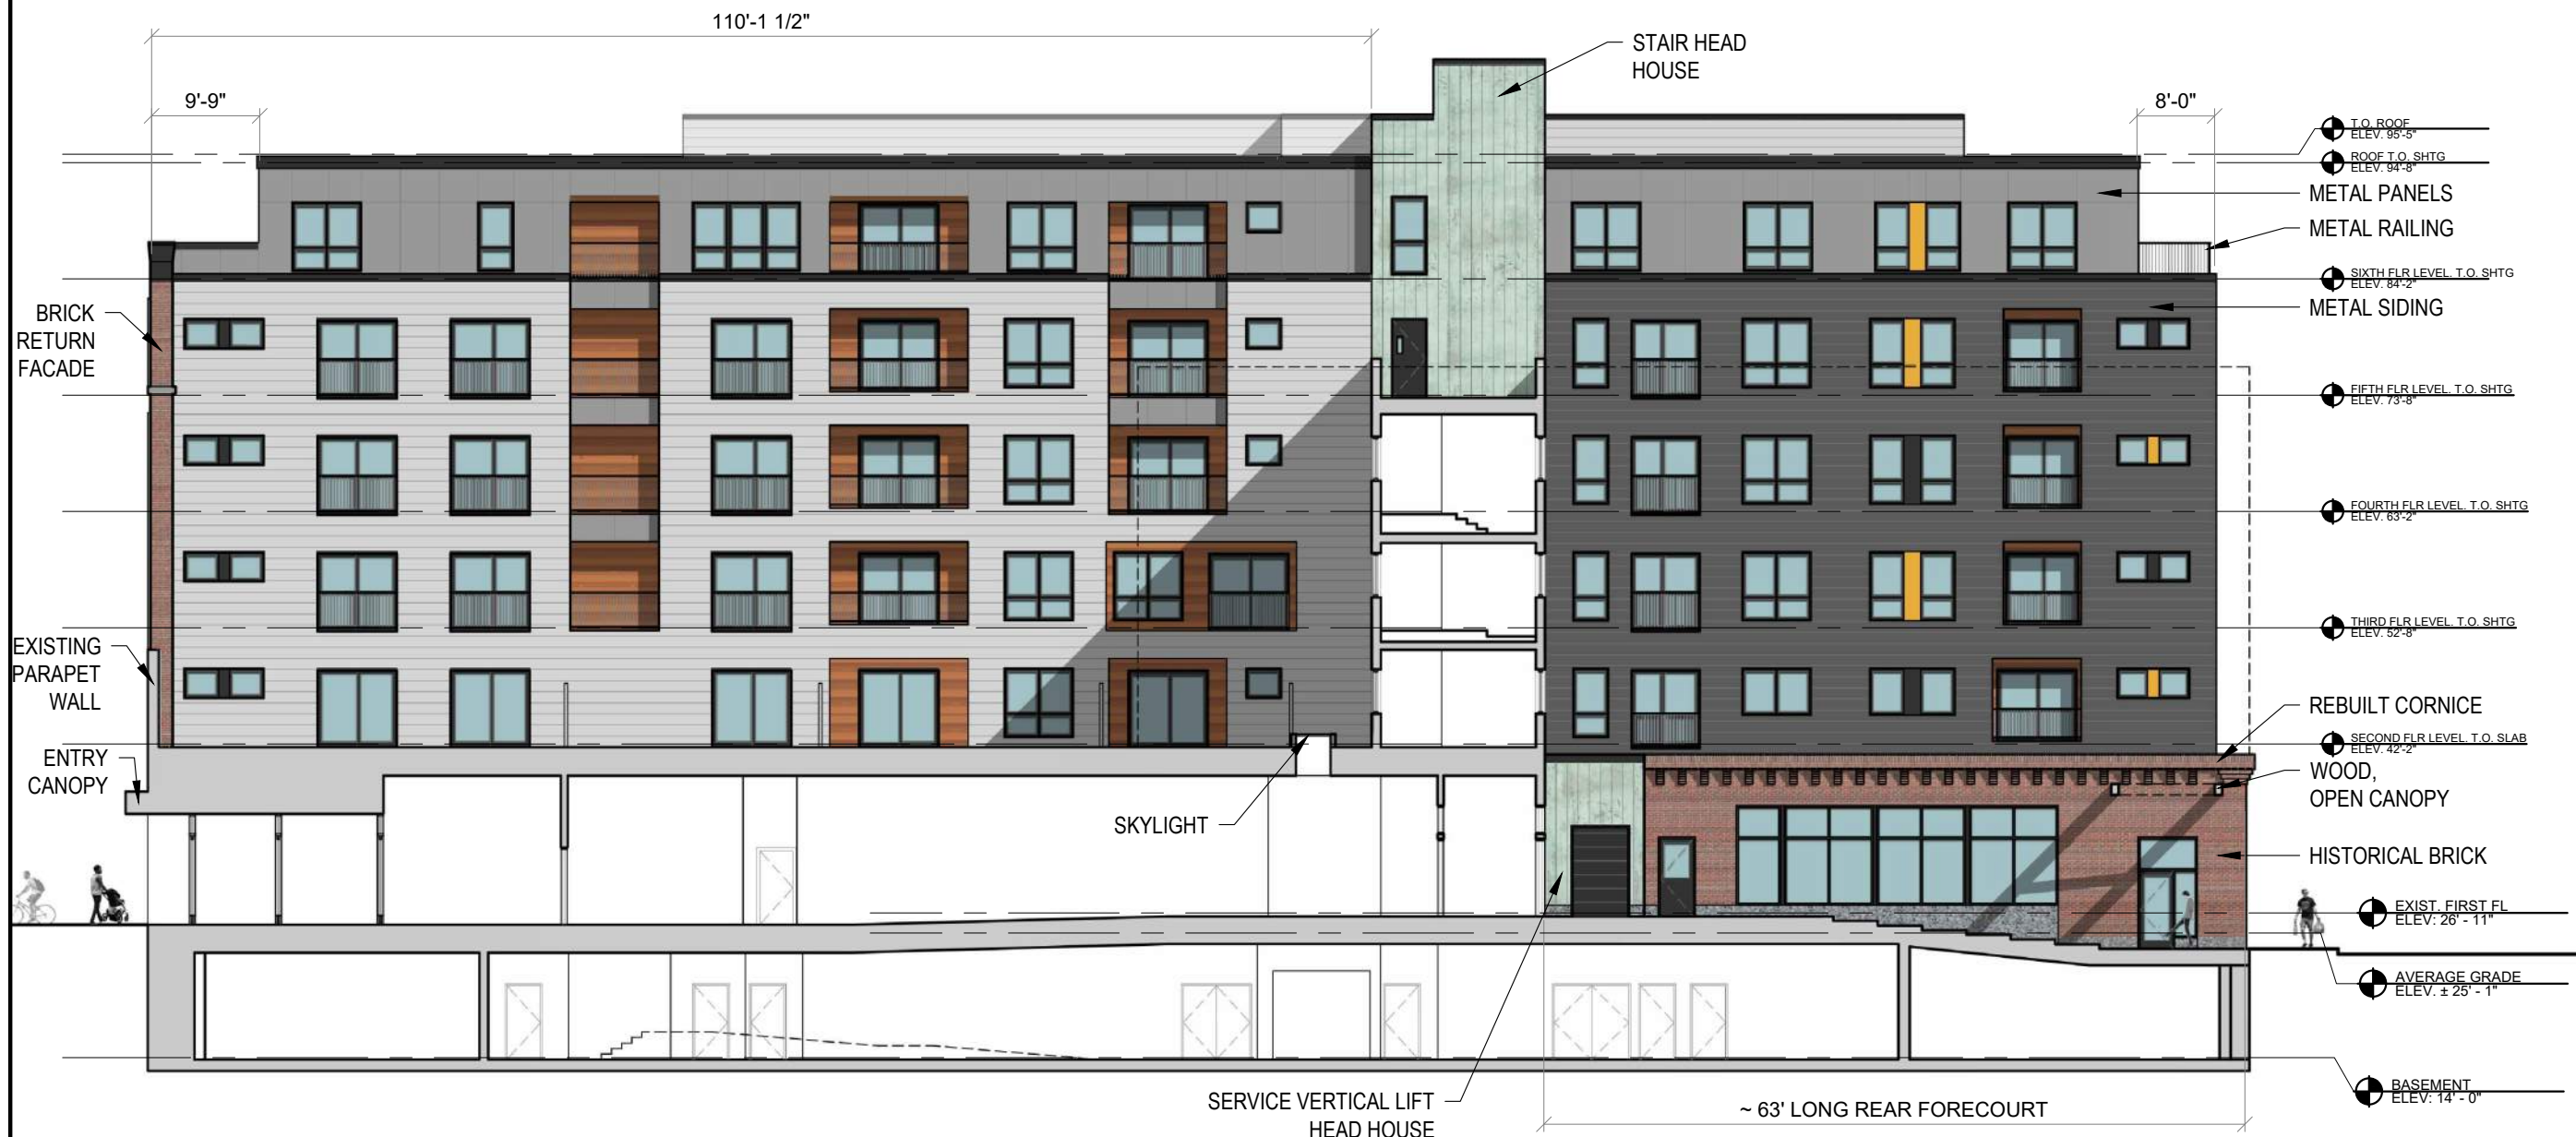 110'-1 1/2"
STAIR HEAD
HOUSE
9'-9"
8'-0"
T.O. ROOF
ELEV. 95'-5"
ROOF T.O. SHTG
ELEV. 94'-8"
METAL PANELS
METAL RAILING
SIXTH FLR LEVEL. T.O. SHTG
ELEV. 84'-2"
METAL SIDING
BRICK
RETURN
FACADE
FIFTH FLR LEVEL. T.O. SHTG
ELEV. 73'-8"
FOURTH FLR LEVEL. T.O. SHTG
ELEV. 63'-2"
THIRD FLR LEVEL. T.O. SHTG
ELEV. 52'-8"
EXISTING
PARAPET
WALL
REBUILT CORNICE
SECOND FLR LEVEL. T.O. SLAB
ELEV. 42'-2"
ENTRY
CANOPY
WOOD,
OPEN CANOPY
SKYLIGHT
HISTORICAL BRICK
EXIST. FIRST FL
ELEV: 26' - 11"
AVERAGE GRADE
ELEV. ± 25' - 1"
BASEMENT
ELEV: 14' - 0"
SERVICE VERTICAL LIFT
HEAD HOUSE
~ 63' LONG REAR FORECOURT